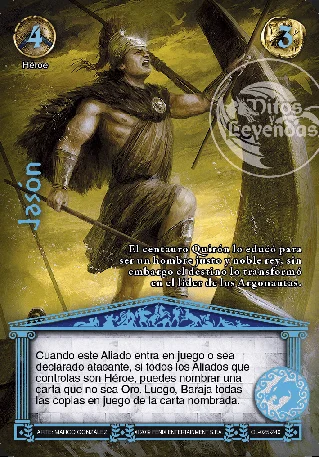 4
3
Héroe
Mitos
y
Leyendas
Jasón
El centauro Quirón lo educó para
ser un hombre justo y noble rey, sin
embargo el destino lo transformó
en el líder de los Argonautas.
Cuando este Aliado entra en juego o sea
declarado atacante, si todos los Aliados que
controlas son Héroe, puedes nombrar una
carta que no sea Oro. Luego, Baraja todas
las copias en juego de la carta nombrada.
ARTE: MARCO GONZÁLEZ